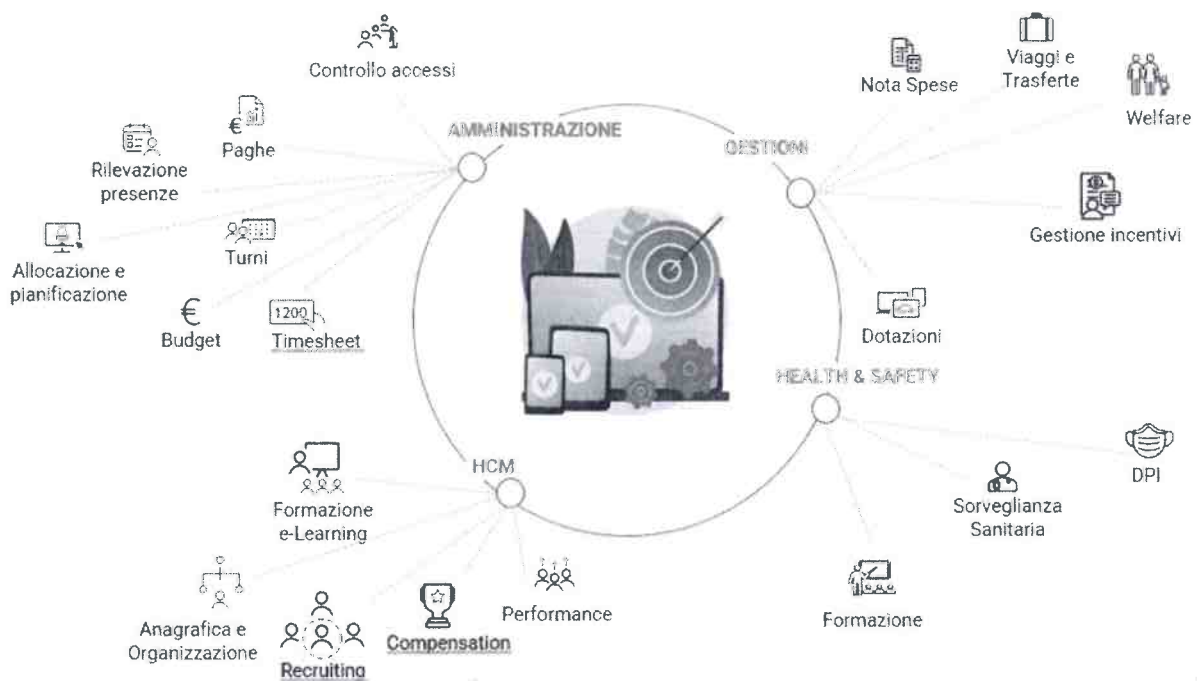 Controllo accessi
AMMINISTRAZIONE
€
Paghe
Rilevazione
presenze
Allocazione e
pianificazione
Turni
€
Budget
1200
Timesheet
Nota Spese
Viaggi e
Trasferte
Welfare
GESTIONI
Gestione incentivi
Dotazioni
HEALTH & SAFETY
DPI
Sorveglianza
Sanitaria
Formazione
HCM
Formazione
e-Learning
Anagrafica e
Organizzazione
Recruiting
Compensation
Performance